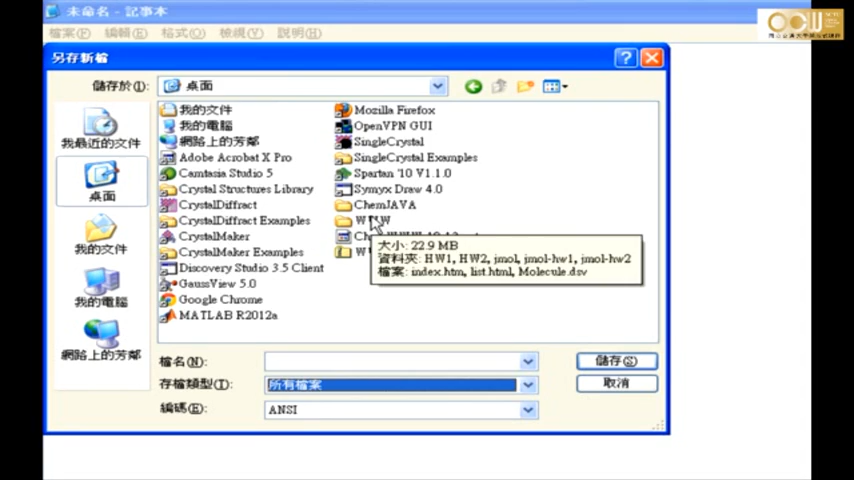 未命名 - 記事本
檔案(F) 編輯(E) 格式(O) 檢視(V) 說明(H)
OCW
另存新檔
儲存於(I): 桌面
我最近的文件
桌面
我的文件
我的電腦
網路上的芳鄰
我的文件
我的電腦
網路上的芳鄰
Adobe Acrobat X Pro
Camtasia Studio 5
Crystal Structures Library
CrystalDiffract
CrystalDiffract Examples
CrystalMaker
CrystalMaker Examples
Discovery Studio 3.5 Client
GaussView 5.0
Google Chrome
MATLAB R2012a
Mozilla Firefox
OpenVPN GUI
SingleCrystal
SingleCrystal Examples
Spartan '10 V1.1.0
Symyx Draw 4.0
ChemJAVA
大小: 22.9 MB
資料夾: HW1, HW2, jmol, jmol-hw1, jmol-hw2
檔案: index.htm, list.html, Molecule.dsv
檔名(N):
儲存(S)
存檔類型(T): 所有檔案
取消
編碼(E): ANSI